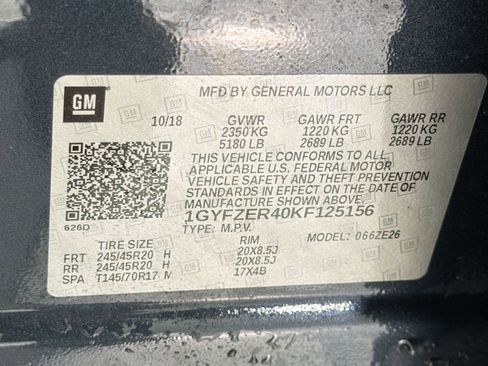 GM
MFD BY GENERAL MOTORS LLC
10/18 GVWR GAWR FRT GAWR RR
2350 KG 1220 KG 1220 KG
5180 LB 2689 LB 2689 LB
THIS VEHICLE CONFORMS TO ALL
APPLICABLE U.S. FEDERAL MOTOR
VEHICLE SAFETY AND THEFT PREVENTION
STANDARDS IN EFFECT ON THE DATE OF
MANUFACTURE SHOWN ABOVE.
1GYFZER40KF125156
626D
TYPE: M.P.V. MODEL: 066ZE26
TIRE SIZE RIM
FRT 245/45R20 H 20X8.5J
RR 245/45R20 H 20X8.5J
SPA T145/70R17 M 17X4B